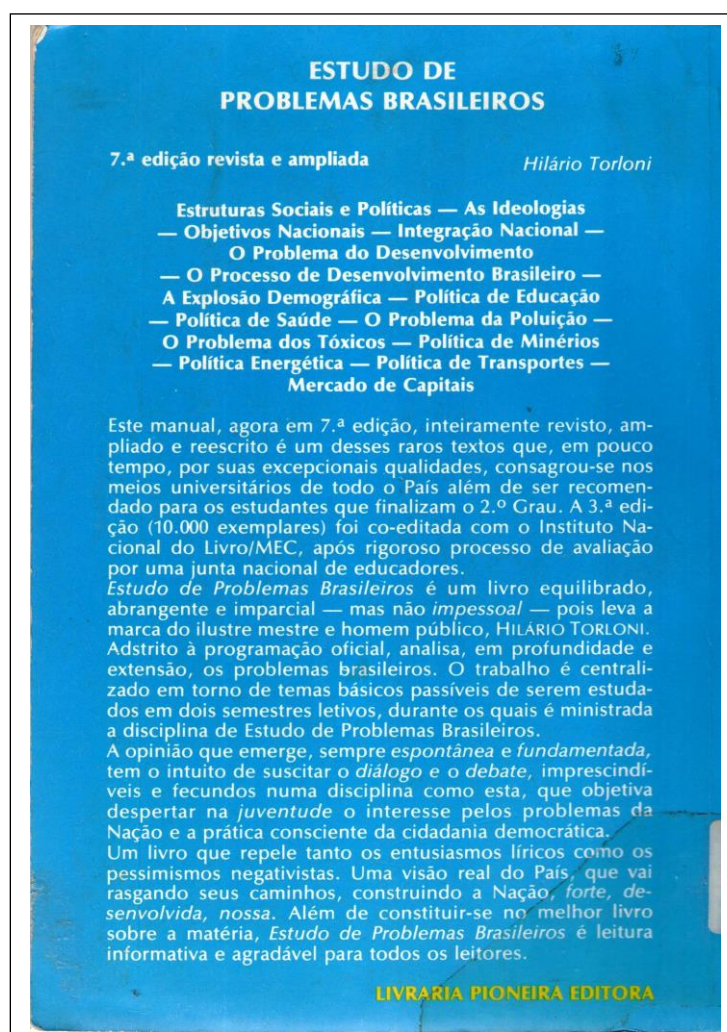 ESTUDO DE
PROBLEMAS BRASILEIROS
7.ª edição revista e ampliada Hilário Torloni
Estruturas Sociais e Políticas — As Ideologias
— Objetivos Nacionais — Integração Nacional —
O Problema do Desenvolvimento
— O Processo de Desenvolvimento Brasileiro —
A Explosão Demográfica — Política de Educação
— Política de Saúde — O Problema da Poluição —
O Problema dos Tóxicos — Política de Minérios
— Política Energética — Política de Transportes —
Mercado de Capitais
Este manual, agora em 7.ª edição, inteiramente revisto, am-
pliado e reescrito é um desses raros textos que, em pouco
tempo, por suas excepcionais qualidades, consagrou-se nos
meios universitários de todo o País além de ser recomen-
dado para os estudantes que finalizam o 2.º Grau. A 3.ª edi-
ção (10.000 exemplares) foi co-editada com o Instituto Na-
cional do Livro/MEC, após rigoroso processo de avaliação
por uma junta nacional de educadores.
Estudo de Problemas Brasileiros é um livro equilibrado,
abrangente e imparcial — mas não impessoal — pois leva a
marca do ilustre mestre e homem público, HILÁRIO TORLONI.
Adstrito à programação oficial, analisa, em profundidade e
extensão, os problemas brasileiros. O trabalho é centrali-
zado em torno de temas básicos passíveis de serem estuda-
dos em dois semestres letivos, durante os quais é ministrada
a disciplina de Estudo de Problemas Brasileiros.
A opinião que emerge, sempre espontânea e fundamentada,
tem o intuito de suscitar o diálogo e o debate, imprescindí-
veis e fecundos numa disciplina como esta, que objetiva
despertar na juventude o interesse pelos problemas da
Nação e a prática consciente da cidadania democrática.
Um livro que repele tanto os entusiasmos líricos como os
pessimismos negativistas. Uma visão real do País, que vai
rasgando seus caminhos, construindo a Nação, forte, de-
senvolvida, nossa. Além de constituir-se no melhor livro
sobre a matéria, Estudo de Problemas Brasileiros é leitura
informativa e agradável para todos os leitores.
LIVRARIA PIONEIRA EDITORA